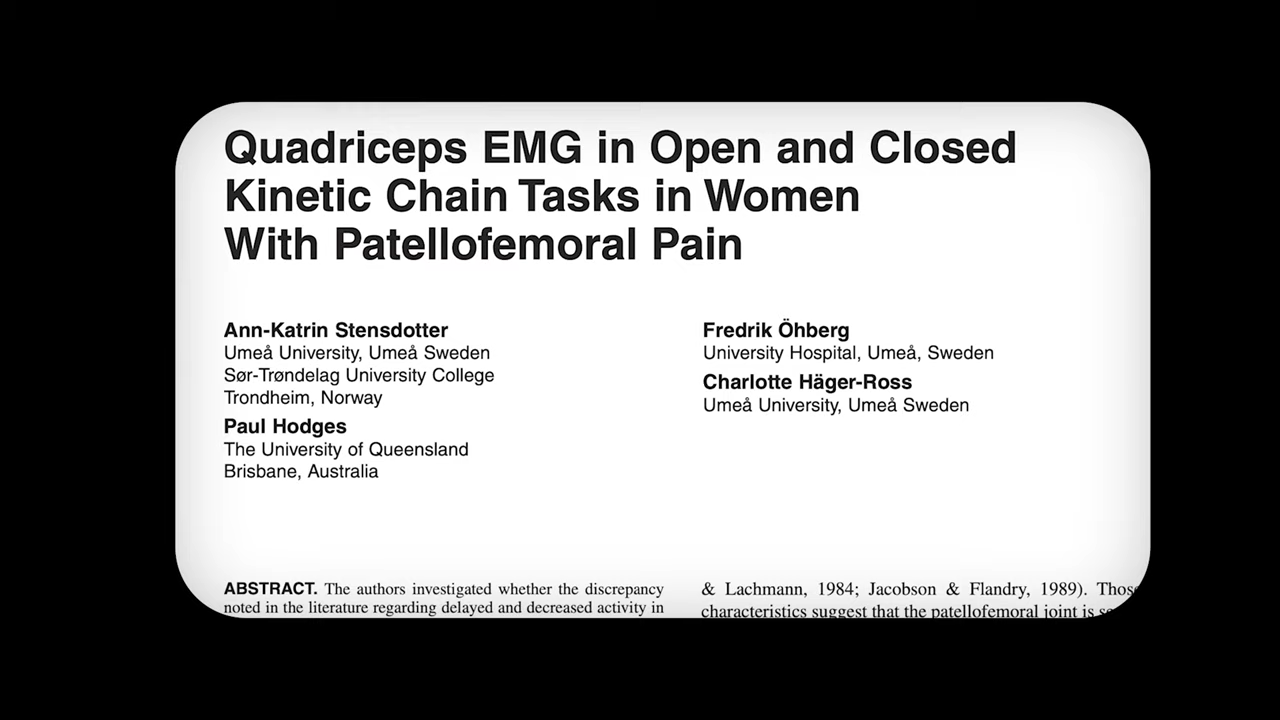 Quadriceps EMG in Open and Closed
Kinetic Chain Tasks in Women
With Patellofemoral Pain
Ann-Katrin Stensdotter
Umeå University, Umeå Sweden
Sør-Trøndelag University College
Trondheim, Norway
Paul Hodges
The University of Queensland
Brisbane, Australia
Fredrik Öhberg
University Hospital, Umeå, Sweden
Charlotte Häger-Ross
Umeå University, Umeå Sweden
ABSTRACT. The authors investigated whether the discrepancy
noted in the literature regarding delayed and decreased activity in
& Lachmann, 1984; Jacobson & Flandry, 1989). Those
characteristics suggest that the patellofemoral joint is